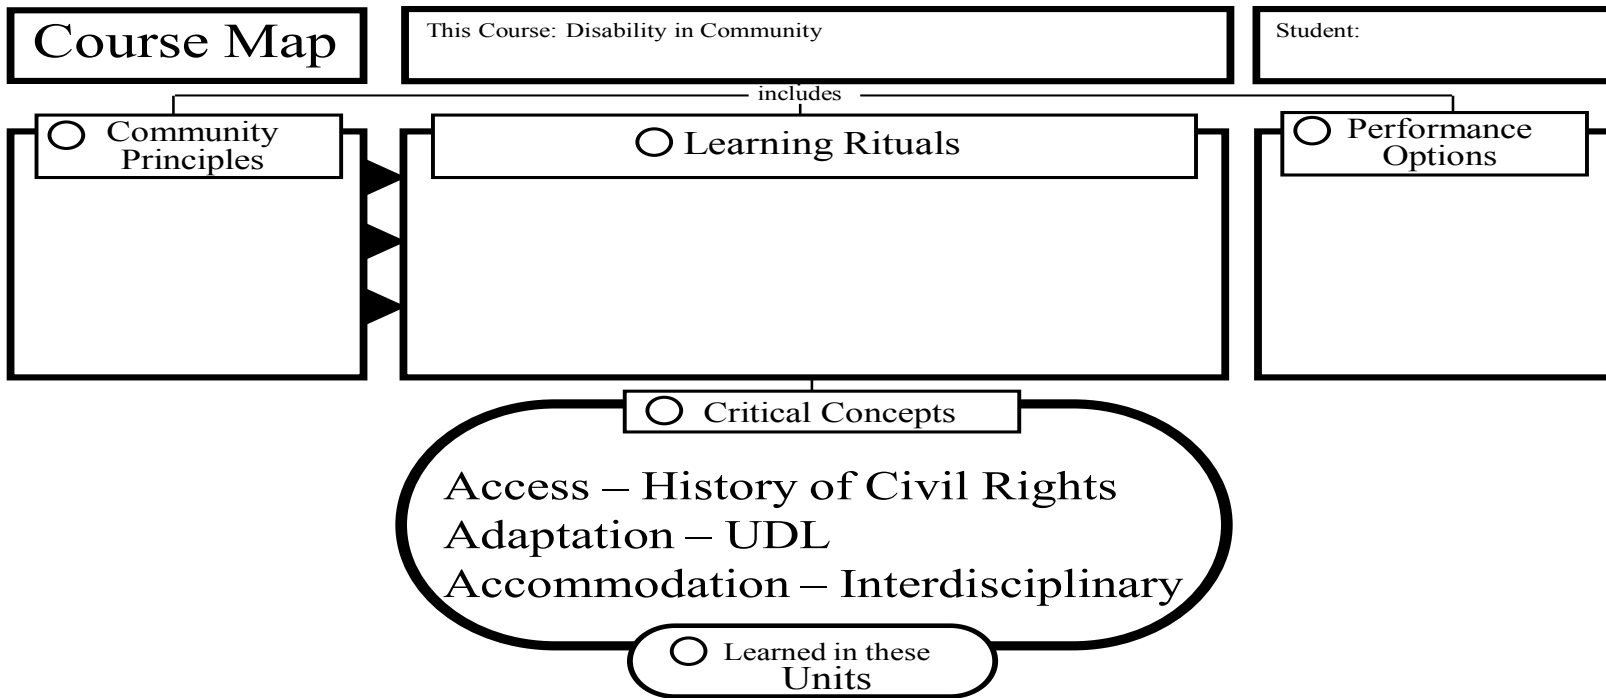 Course Map
This Course: Disability in Community
Student:
includes
Community
Principles
Learning Rituals
Performance
Options
Critical Concepts
Access – History of Civil Rights
Adaptation – UDL
Accommodation – Interdisciplinary
Learned in these
Units